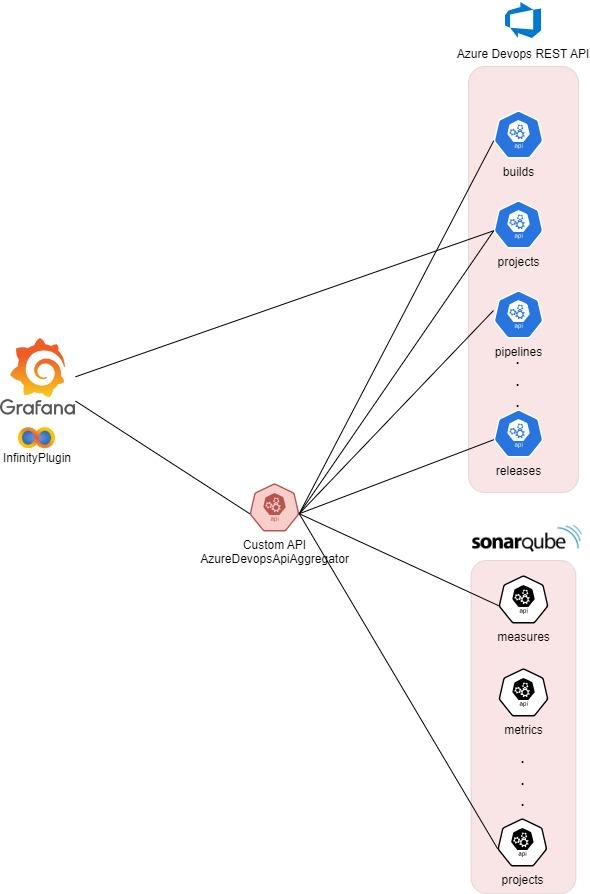 Azure Devops REST API
api
builds
api
projects
api
pipelines
.
.
.
api
releases
Grafana
InfinityPlugin
api
Custom API
AzureDevopsApiAggregator
sonarqube
api
measures
api
metrics
.
.
.
api
projects